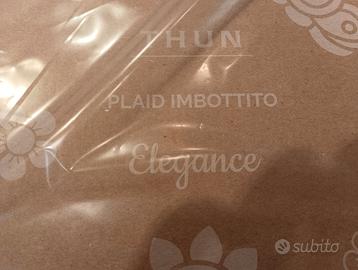 THUN
PLAID IMBOTTITO
Elegance
subito